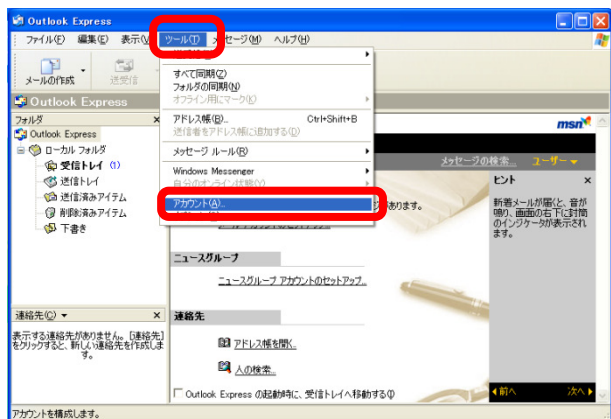 Outlook Express
ファイル(F) 編集(E) 表示(V) ツール(T) メッセージ(M) ヘルプ(H)
メールの作成 送受信
Outlook Express
フォルダ ×
Outlook Express
ローカル フォルダ
受信トレイ (1)
送信トレイ
送信済みアイテム
削除済みアイテム
下書き
すべて同期(Z)
フォルダの同期(N)
オフライン用にマーク(K)
アドレス帳(B)... Ctrl+Shift+B
送信者をアドレス帳に追加する(D)
メッセージ ルール(R)
Windows Messenger
自分のオンライン状態(Y)
アカウント(A)...
msn
メッセージの検索... ユーザー
あります。
ヒント ×
新着メールが届くと、音が
鳴り、画面の右下に封筒
のインジケータが表示され
ます。
ニュースグループ
ニュースグループ アカウントのセットアップ...
連絡先
アドレス帳を開く...
人の検索...
Outlook Express の起動時に、受信トレイへ移動する(I)
前へ 次へ
連絡先(C) ×
表示する連絡先がありません。[連絡先]
をクリックすると、新しい連絡先を作成しま
す。
アカウントを構成します。